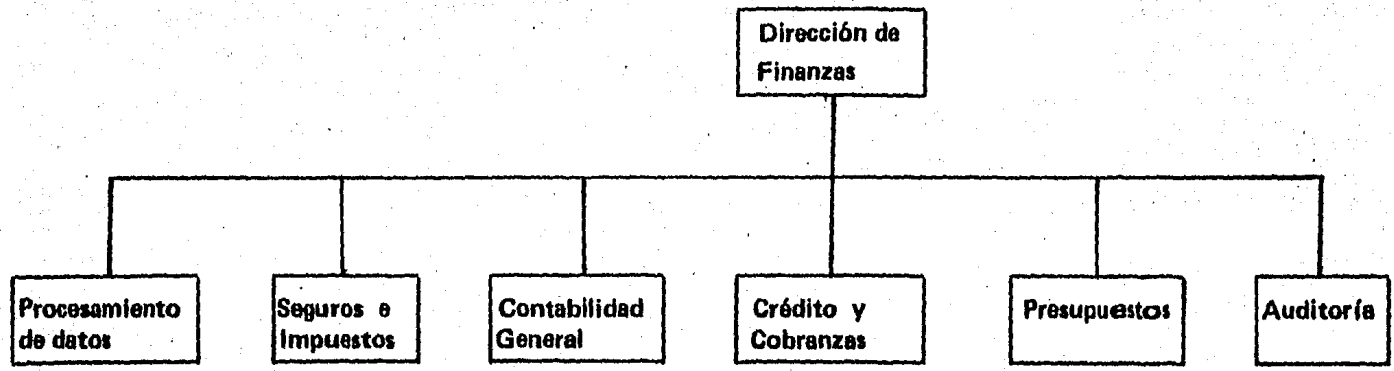 Dirección de
Finanzas
Procesamiento
de datos
Seguros e
Impuestos
Contabilidad
General
Crédito y
Cobranzas
Presupuestos
Auditoría